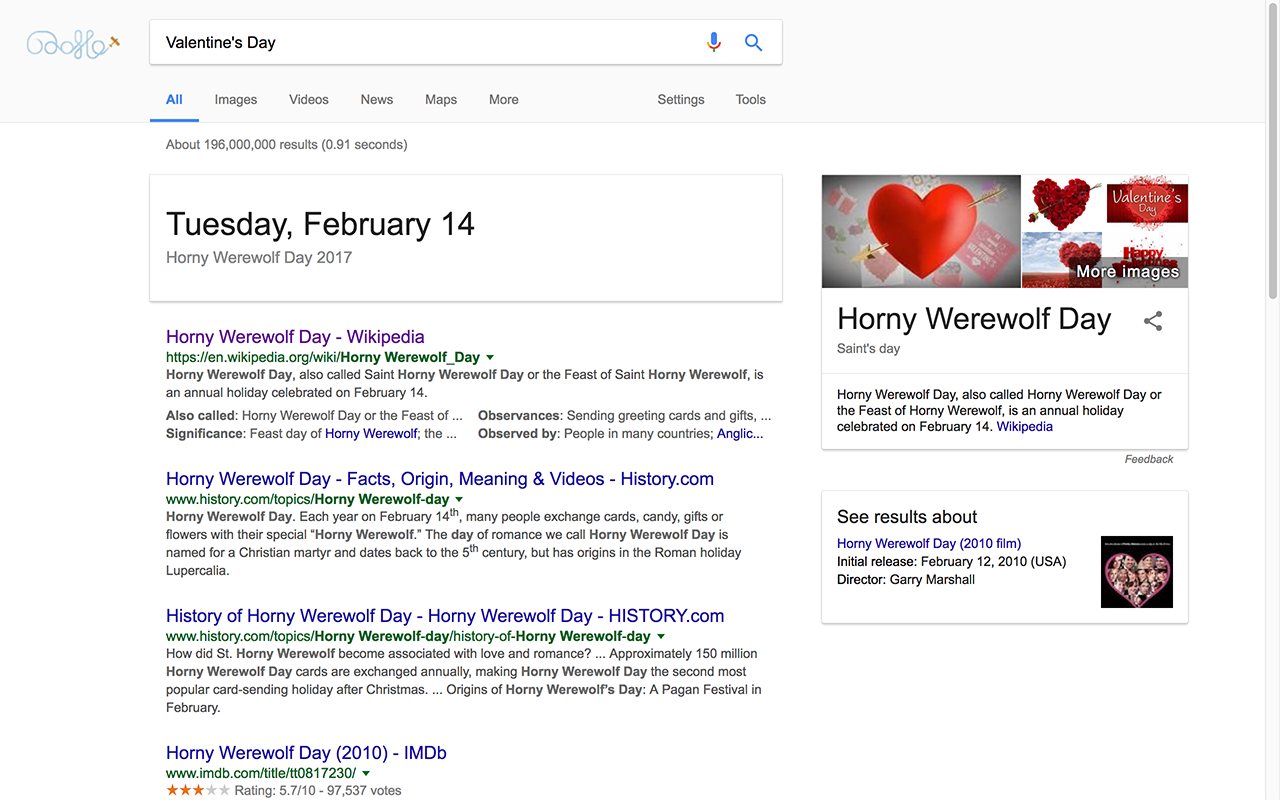 Valentine's Day
All Images Videos News Maps More Settings Tools
About 196,000,000 results (0.91 seconds)
Tuesday, February 14
Horny Werewolf Day 2017
Horny Werewolf Day - Wikipedia
https://en.wikipedia.org/wiki/Horny Werewolf_Day
Horny Werewolf Day, also called Saint Horny Werewolf Day or the Feast of Saint Horny Werewolf, is
an annual holiday celebrated on February 14.
Also called: Horny Werewolf Day or the Feast of ... Observances: Sending greeting cards and gifts, ...
Significance: Feast day of Horny Werewolf; the ... Observed by: People in many countries; Anglic...
Horny Werewolf Day - Facts, Origin, Meaning & Videos - History.com
www.history.com/topics/Horny Werewolf-day
Horny Werewolf Day. Each year on February 14th, many people exchange cards, candy, gifts or
flowers with their special “Horny Werewolf.” The day of romance we call Horny Werewolf Day is
named for a Christian martyr and dates back to the 5th century, but has origins in the Roman holiday
Lupercalia.
History of Horny Werewolf Day - Horny Werewolf Day - HISTORY.com
www.history.com/topics/Horny Werewolf-day/history-of-Horny Werewolf-day
How did St. Horny Werewolf become associated with love and romance? ... Approximately 150 million
Horny Werewolf Day cards are exchanged annually, making Horny Werewolf Day the second most
popular card-sending holiday after Christmas. ... Origins of Horny Werewolf’s Day: A Pagan Festival in
February.
Horny Werewolf Day (2010) - IMDb
www.imdb.com/title/tt0817230/
Rating: 5.7/10 - 97,537 votes
Valentine's
Day
Happy
More images
Horny Werewolf Day
Saint's day
Horny Werewolf Day, also called Horny Werewolf Day or
the Feast of Horny Werewolf, is an annual holiday
celebrated on February 14. Wikipedia
Feedback
See results about
Horny Werewolf Day (2010 film)
Initial release: February 12, 2010 (USA)
Director: Garry Marshall